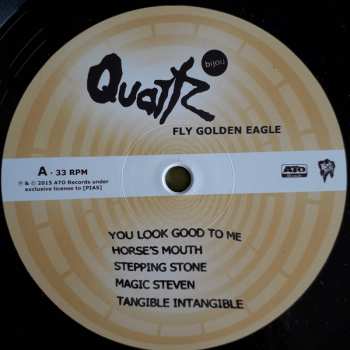 bijou
Quartz
FLY GOLDEN EAGLE
A - 33 RPM
℗ & © 2015 ATO Records under
exclusive license to [PIAS]
ATO
Records
YOU LOOK GOOD TO ME
HORSE'S MOUTH
STEPPING STONE
MAGIC STEVEN
TANGIBLE INTANGIBLE